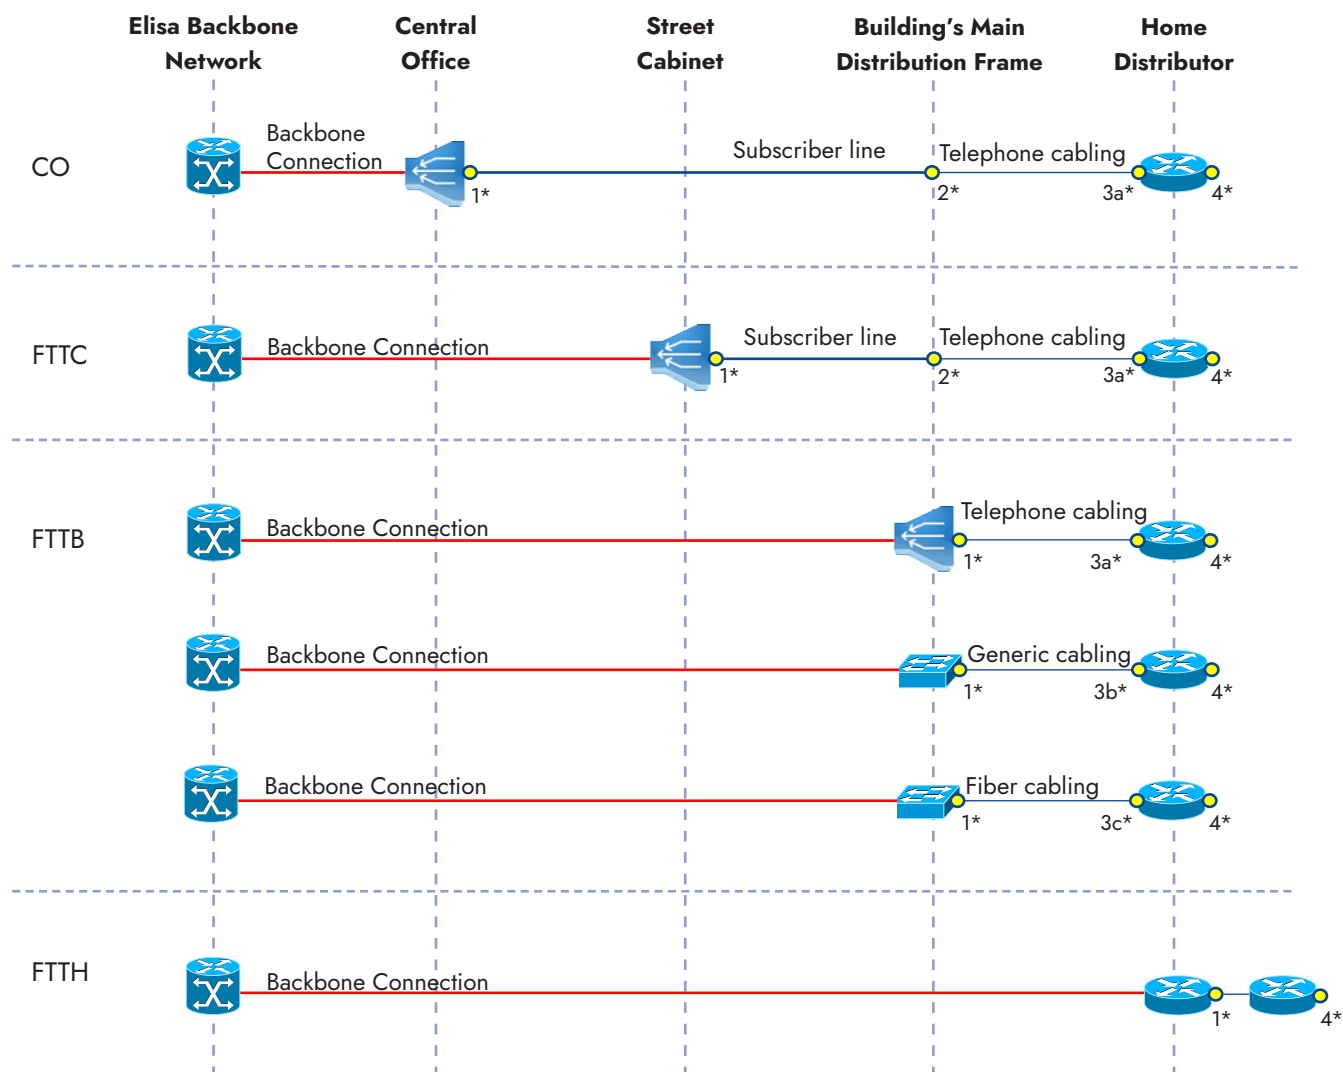 Elisa Backbone
Network
Central
Office
Street
Cabinet
Building's Main
Distribution Frame
Home
Distributor
CO
Backbone
Connection
1*
Subscriber line
2*
Telephone cabling
3a*
4*
FTTC
Backbone Connection
1*
Subscriber line
2*
Telephone cabling
3a*
4*
FTTB
Backbone Connection
1*
Telephone cabling
3a*
4*
Backbone Connection
1*
Generic cabling
3b*
4*
Backbone Connection
1*
Fiber cabling
3c*
4*
FTTH
Backbone Connection
1*
4*